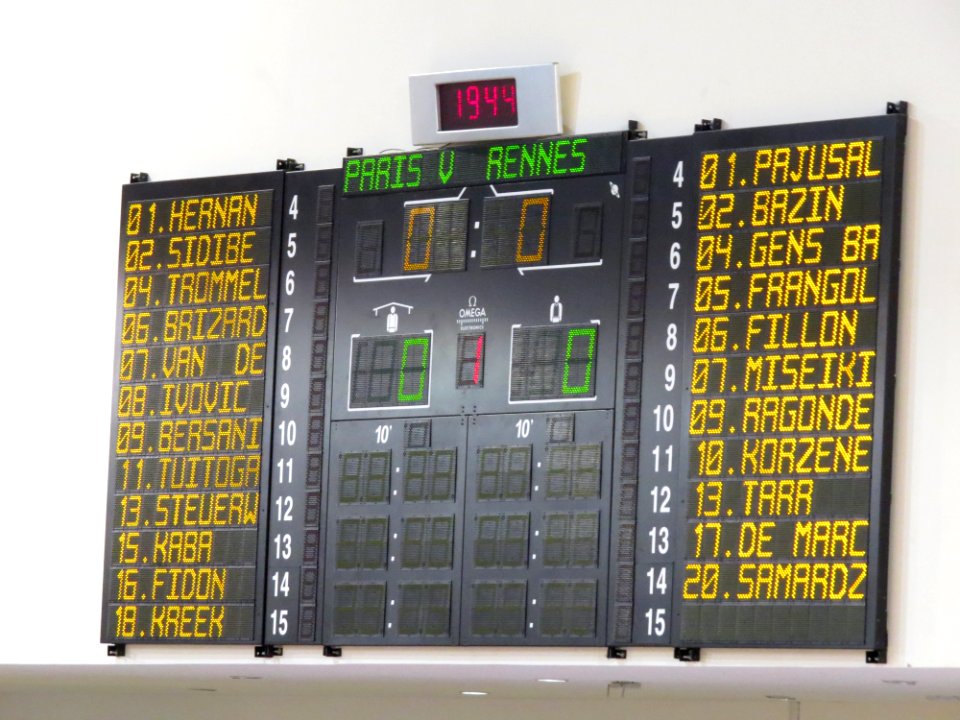 1944
PARIS V RENNES
01.HERNAN
02.SIDIBE
04.TROMMEL
06.BRIZARD
07.VAN DE
08.IVOVIC
09.BERSANI
11.TUITOGA
13.STEUERW
15.KABA
16.FIDON
18.KREEK
4
5
6
7
8
9
10
11
12
13
14
15
0 : 0
OMEGA
ELECTRONICS
0 1 0
10' 10'
4
5
6
7
8
9
10
11
12
13
14
15
01.PAJUSAL
02.BAZIN
04.GENS BA
05.FRANGOL
06.FILLON
07.MISEIKI
09.RAGONDE
10.KORZENE
13.TARA
17.DE MARC
20.SAMARDZ